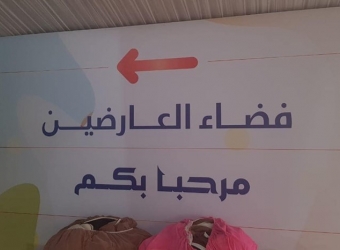 فضاء العارضين
مرحبا بكم